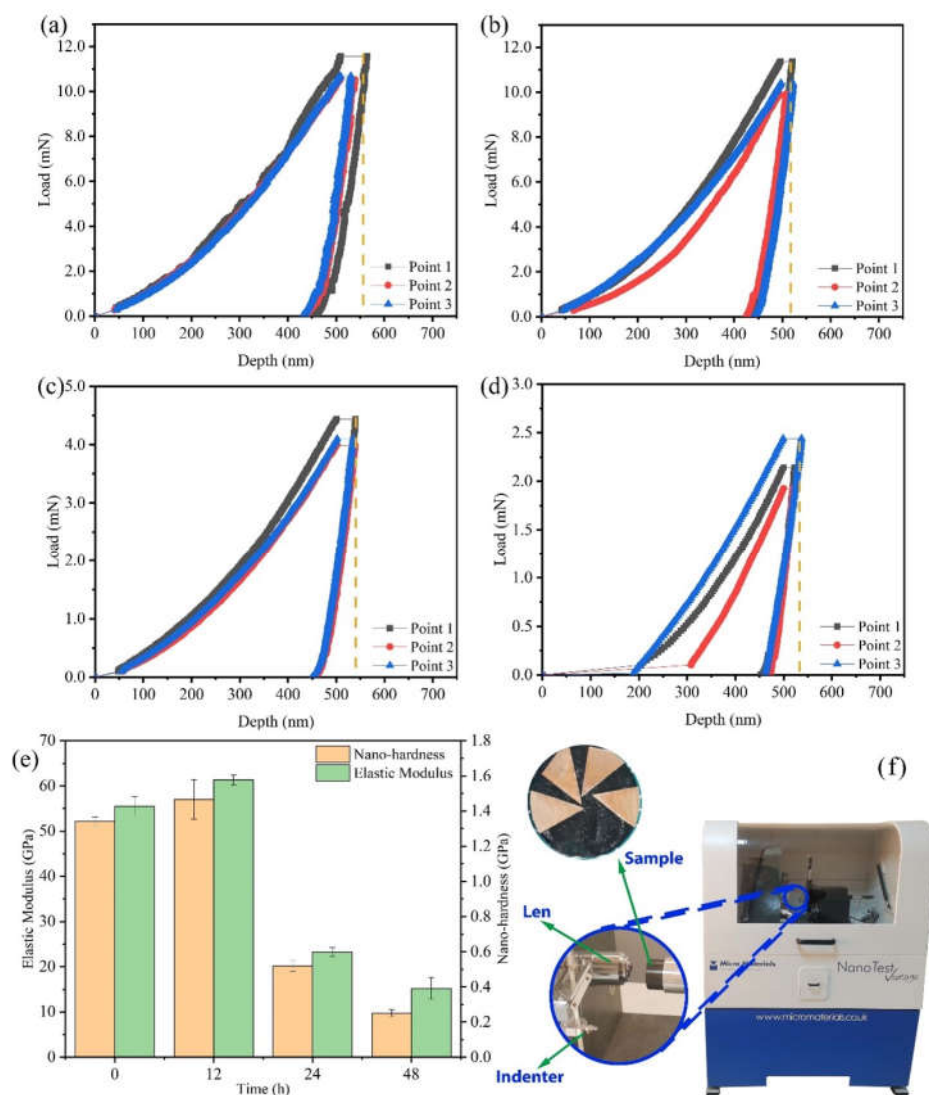 (a)
12.0
10.0
8.0
6.0
4.0
2.0
0.0
Load (mN)
Point 1
Point 2
Point 3
0 100 200 300 400 500 600 700
Depth (nm)
(b)
12.0
10.0
8.0
6.0
4.0
2.0
0.0
Load (mN)
Point 1
Point 2
Point 3
0 100 200 300 400 500 600 700
Depth (nm)
(c)
5.0
4.0
3.0
2.0
1.0
0.0
Load (mN)
Point 1
Point 2
Point 3
0 100 200 300 400 500 600 700
Depth (nm)
(d)
3.0
2.5
2.0
1.5
1.0
0.5
0.0
Load (mN)
Point 1
Point 2
Point 3
0 100 200 300 400 500 600 700
Depth (nm)
(e)
70
60
50
40
30
20
10
0
Elastic Modulus (GPa)
Nano-hardness
Elastic Modulus
1.8
1.6
1.4
1.2
1.0
0.8
0.6
0.4
0.2
0.0
Nano-hardness (GPa)
0 12 24 48
Time (h)
(f)
Sample
Len
Indenter
Micro Materials
NanoTest
www.micromaterials.co.uk